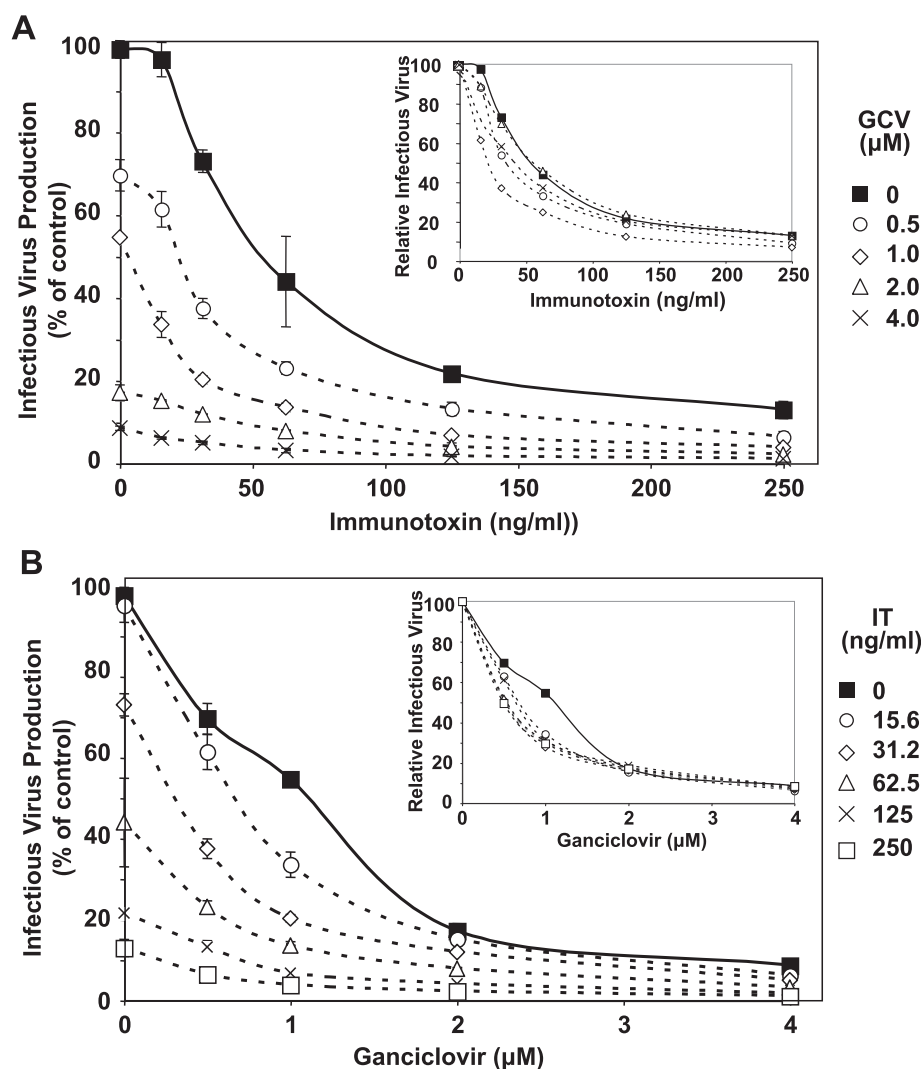 A
Infectious Virus Production
(% of control)
100
80
60
40
20
0
0 50 100 150 200 250
Immunotoxin (ng/ml))
Relative Infectious Virus
100
80
60
40
20
0
0 50 100 150 200 250
Immunotoxin (ng/ml)
GCV
(µM)
0
0.5
1.0
2.0
4.0
B
Infectious Virus Production
(% of control)
100
80
60
40
20
0
0 1 2 3 4
Ganciclovir (µM)
Relative Infectious Virus
100
80
60
40
20
0
0 1 2 3 4
Ganciclovir (µM)
IT
(ng/ml)
0
15.6
31.2
62.5
125
250